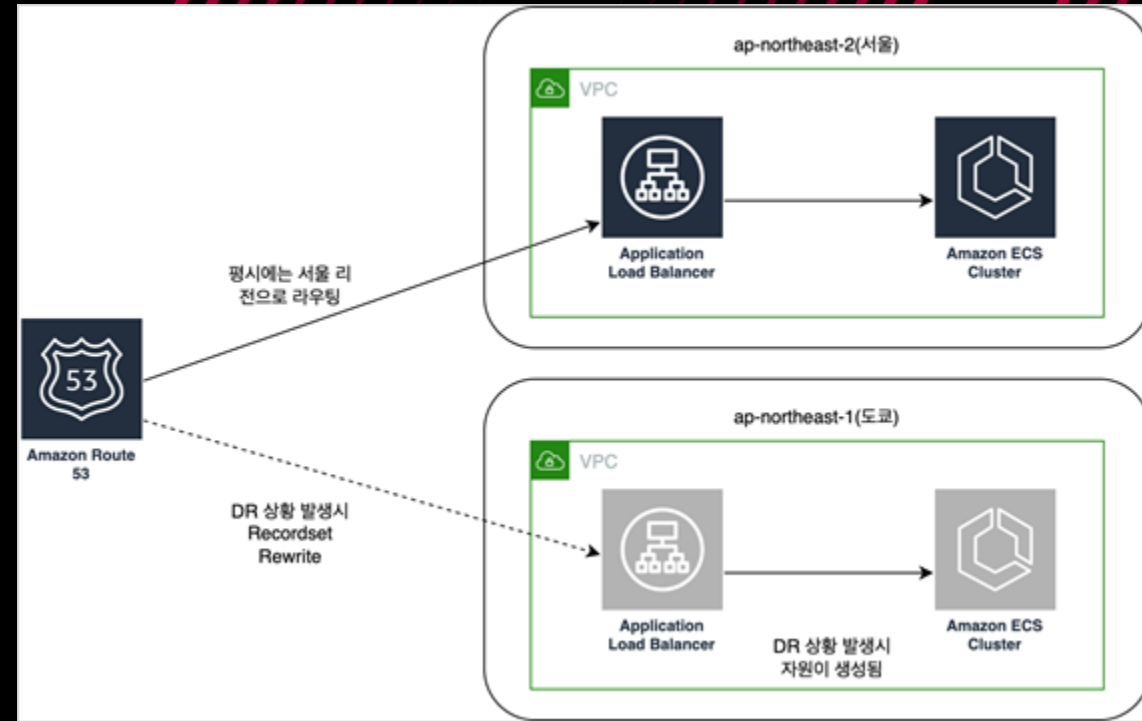 ap-northeast-2(서울)
VPC
Application
Load Balancer
Amazon ECS
Cluster
평시에는 서울 리
전으로 라우팅
53
Amazon Route
53
DR 상황 발생시
Recordset
Rewrite
ap-northeast-1(도쿄)
VPC
Application
Load Balancer
DR 상황 발생시
자원이 생성됨
Amazon ECS
Cluster